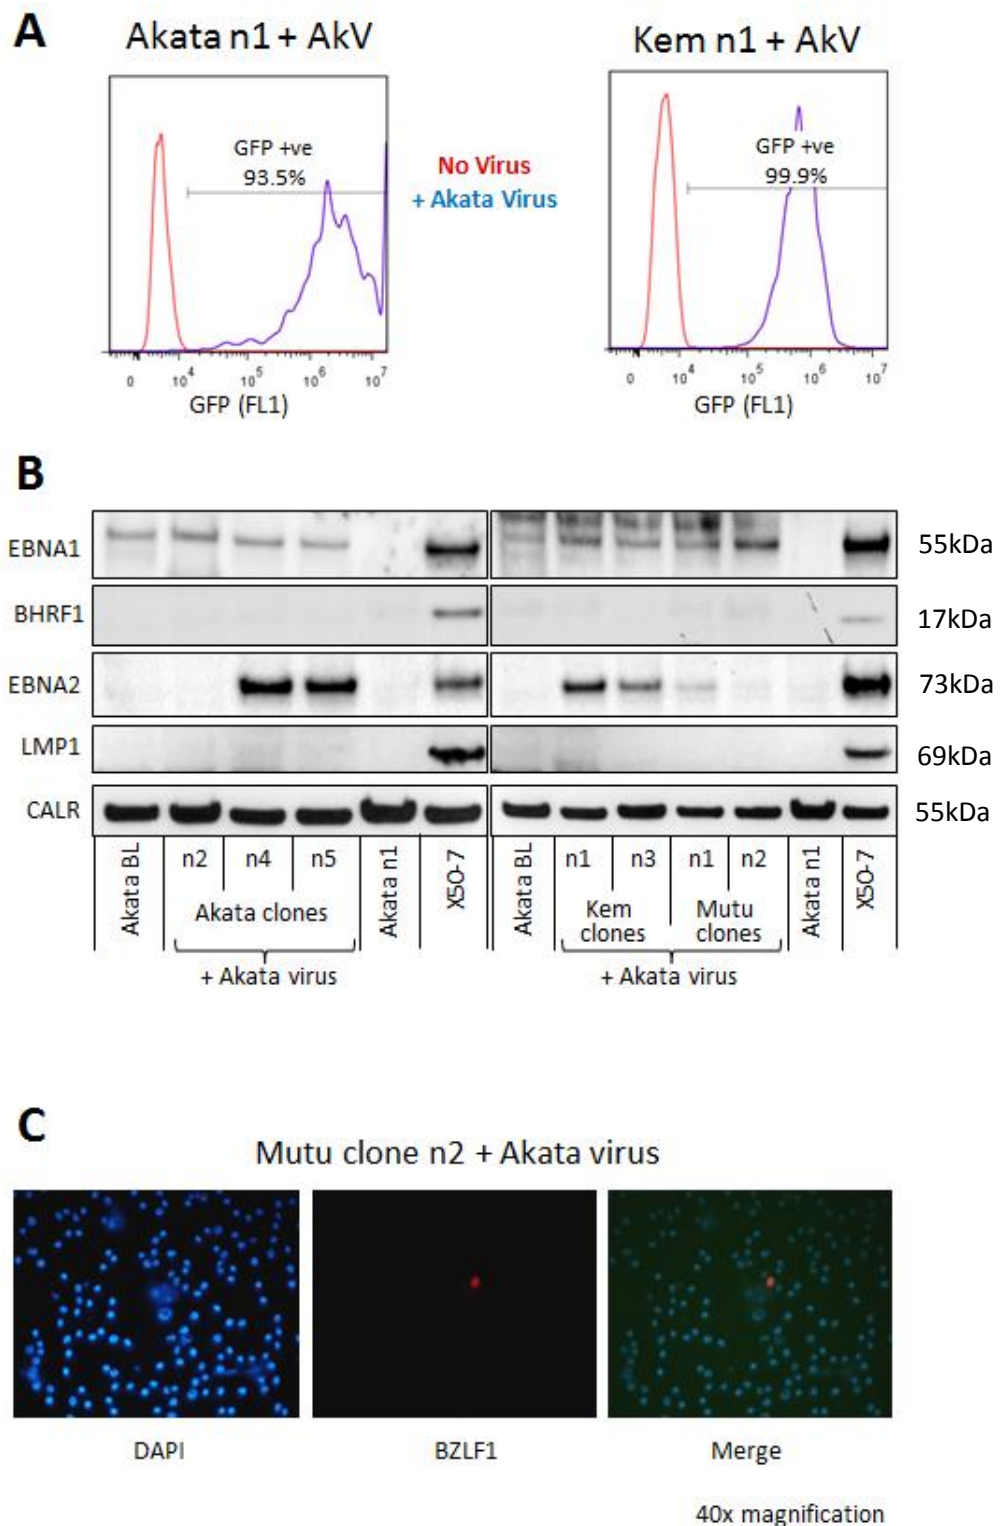 A
Akata n1 + AkV
Kem n1 + AkV
GFP +ve
93.5%
No Virus
+ Akata Virus
GFP +ve
99.9%
0 10^4 10^5 10^6 10^7
GFP (FL1)
0 10^4 10^5 10^6 10^7
GFP (FL1)
B
EBNA1 55kDa
BHRF1 17kDa
EBNA2 73kDa
LMP1 69kDa
CALR 55kDa
Akata BL n2 n4 n5 Akata n1 X50-7 Akata BL n1 n3 n1 n2 Akata n1 X50-7
Akata clones
Kem clones
Mutu clones
+ Akata virus
+ Akata virus
C
Mutu clone n2 + Akata virus
DAPI BZLF1 Merge
40x magnification